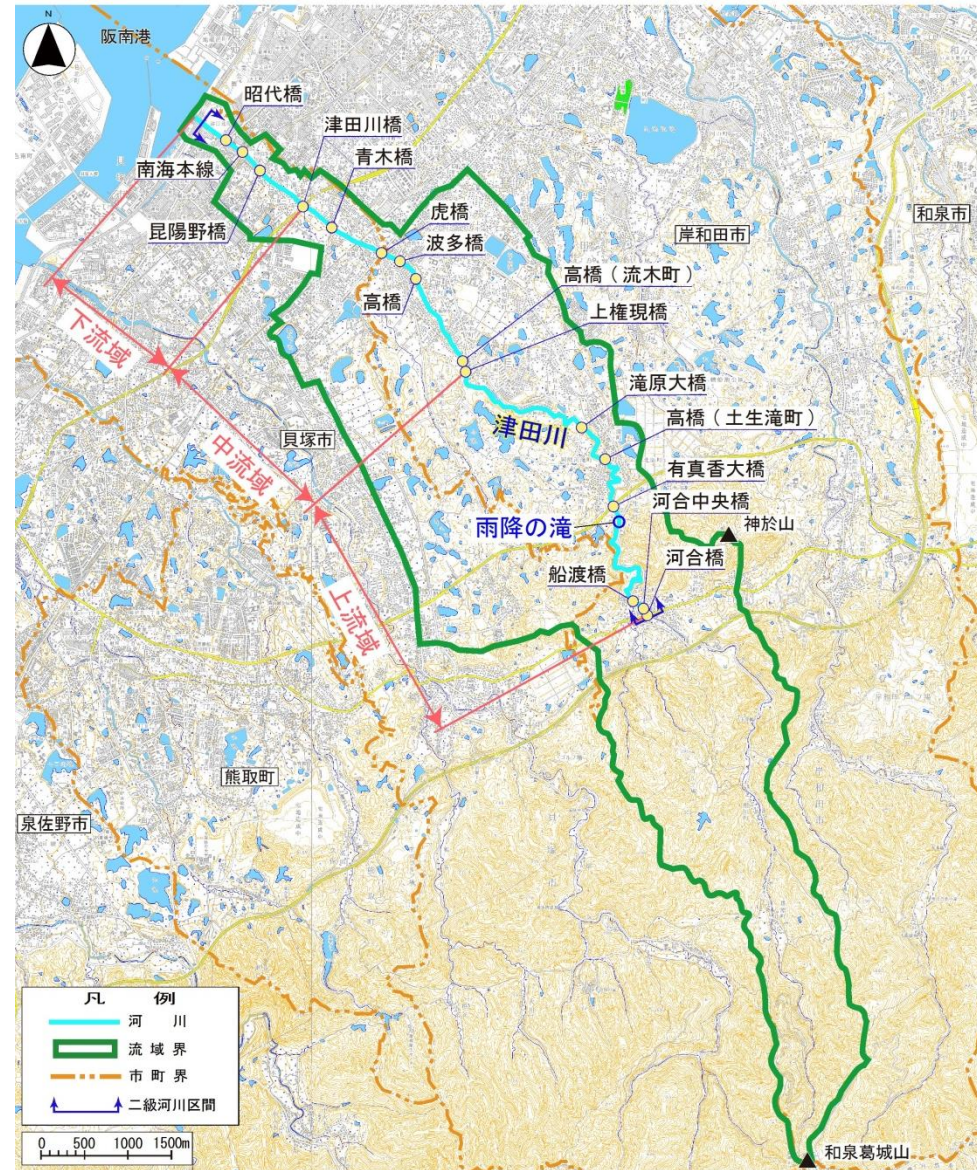 N
阪南港
昭代橋
津田川橋
南海本線
青木橋
昆陽野橋
虎橋
波多橋
和泉市
岸和田市
高橋
高橋（流木町）
上権現橋
下流域
滝原大橋
津田川
高橋（土生滝町）
貝塚市
中流域
有真香大橋
河合中央橋
雨降の滝
神於山
船渡橋
河合橋
上流域
熊取町
泉佐野市
凡 例
河 川
流 域 界
市 町 界
二級河川区間
0 500 1000 1500m
和泉葛城山